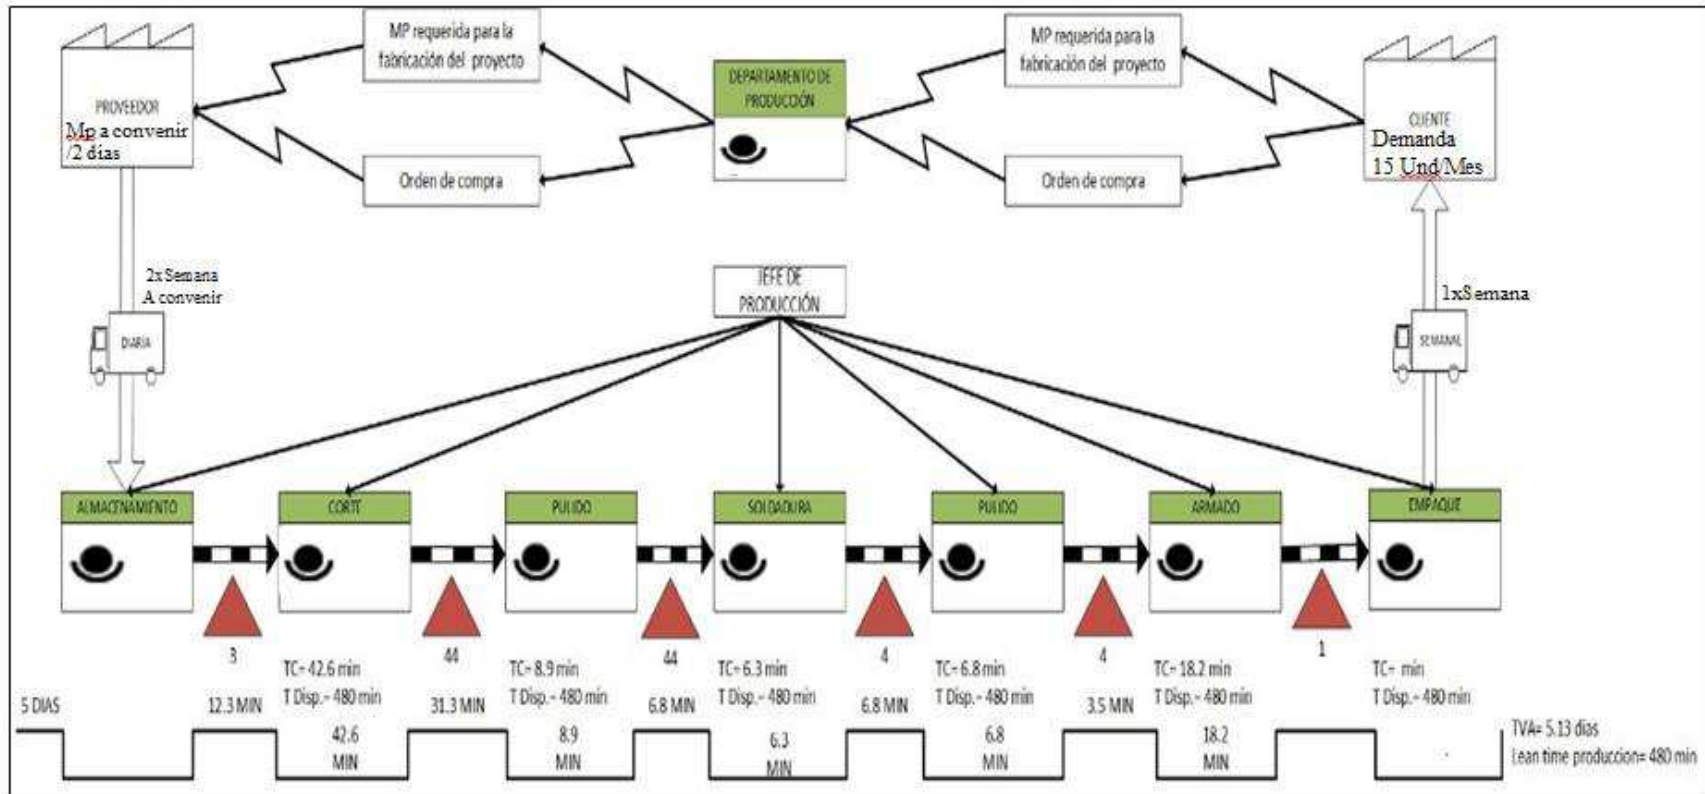 MP requerida para la
fabricación del proyecto
MP requerida para la
fabricación del proyecto
DEPARTAMENTO DE
PRODUCCIÓN
PROVEEDOR
Mp a convenir
/2 días
CLIENTE
Demanda
15 Und/Mes
Orden de compra
Orden de compra
2xSemana
A convenir
DIARIA
JEFE DE
PRODUCCIÓN
1xSemana
SEMANAL
ALMACENAMIENTO
CORTE
PULIDO
SOLDADURA
PULIDO
ARMADO
EMPAQUE
3
44
44
4
4
1
TC= 42.6 min
T Disp.= 480 min
TC= 8.9 min
T Disp.= 480 min
TC= 6.3 min
T Disp.= 480 min
TC= 6.8 min
T Disp.= 480 min
TC= 18.2 min
T Disp.= 480 min
TC= min
T Disp.= 480 min
5 DIAS
12.3 MIN
31.3 MIN
6.8 MIN
6.8 MIN
3.5 MIN
42.6
MIN
8.9
MIN
6.3
MIN
6.8
MIN
18.2
MIN
TVA= 5.13 dias
Lean time produccion= 480 min